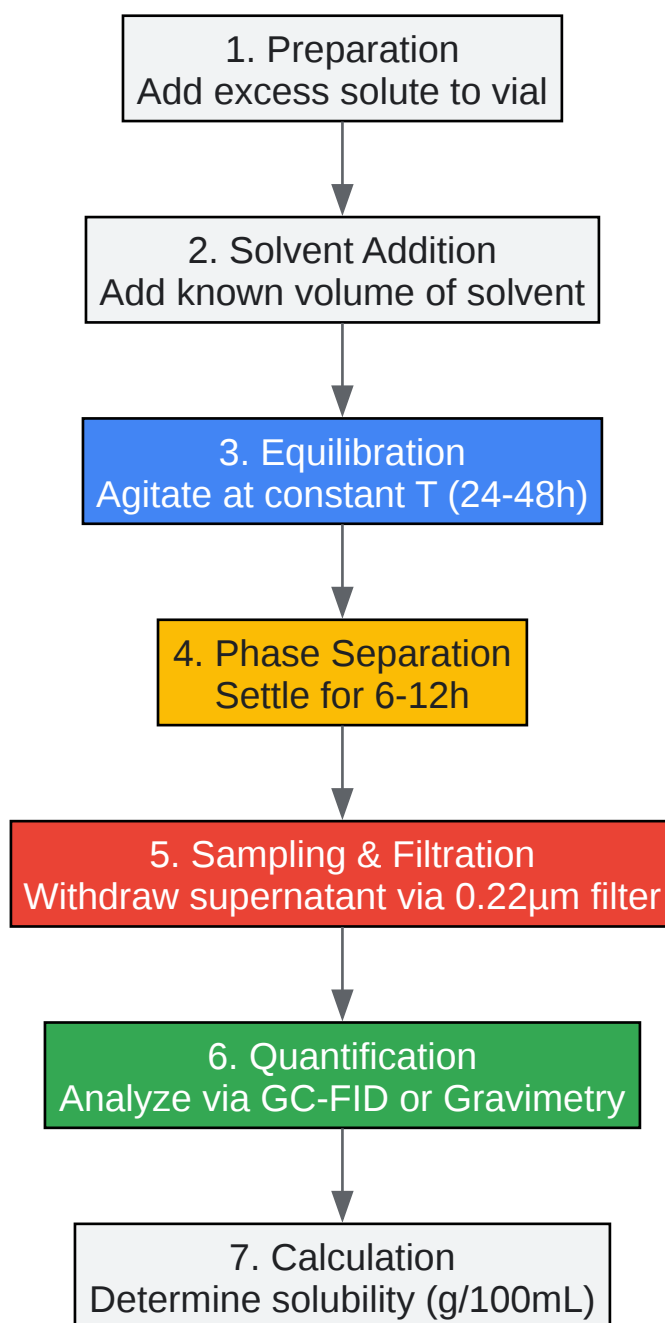 1. Preparation
Add excess solute to vial
2. Solvent Addition
Add known volume of solvent
3. Equilibration
Agitate at constant T (24-48h)
4. Phase Separation
Settle for 6-12h
5. Sampling & Filtration
Withdraw supernatant via 0.22µm filter
6. Quantification
Analyze via GC-FID or Gravimetry
7. Calculation
Determine solubility (g/100mL)